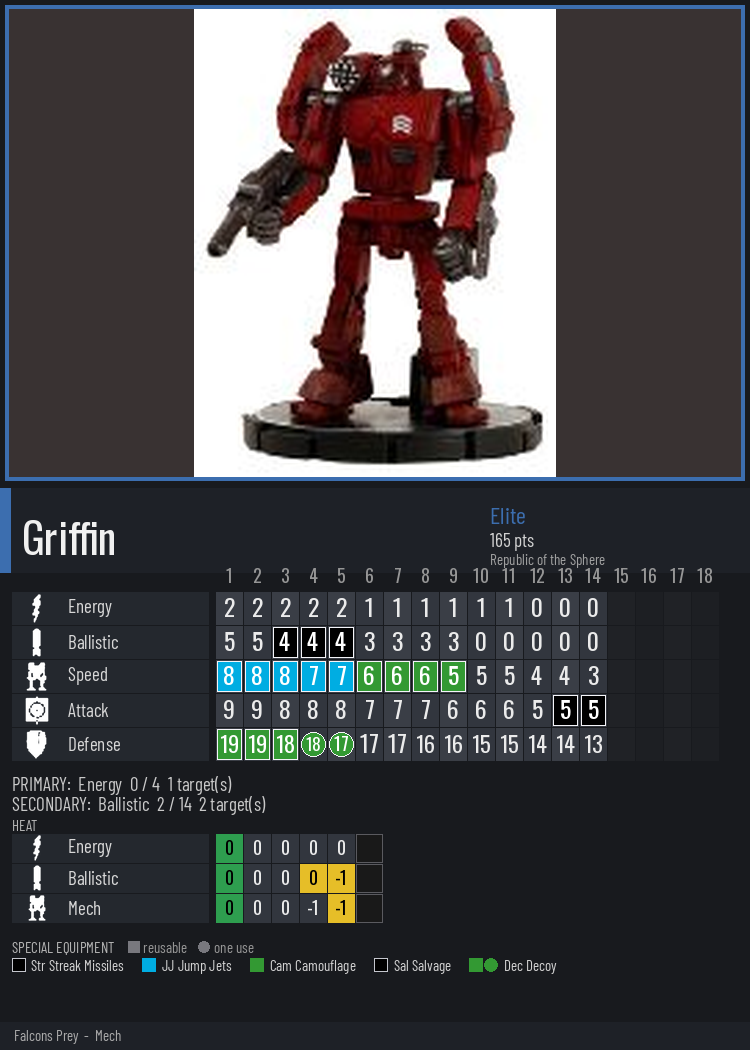 Griffin
Elite
165 pts
Republic of the Sphere
1 2 3 4 5 6 7 8 9 10 11 12 13 14 15 16 17 18
Energy 2 2 2 2 2 1 1 1 1 1 1 0 0 0
Ballistic 5 5 4 4 4 3 3 3 3 0 0 0 0 0
Speed 8 8 8 7 7 6 6 6 5 5 5 4 4 3
Attack 9 9 8 8 8 7 7 7 6 6 6 5 5 5
Defense 19 19 18 18 17 17 17 16 16 15 15 14 14 13
PRIMARY: Energy 0 / 4 1 target(s)
SECONDARY: Ballistic 2 / 14 2 target(s)
HEAT
Energy 0 0 0 0 0
Ballistic 0 0 0 0 -1
Mech 0 0 0 -1 -1
SPECIAL EQUIPMENT reusable one use
Str Streak Missiles JJ Jump Jets Cam Camouflage Sal Salvage Dec Decoy
Falcons Prey - Mech